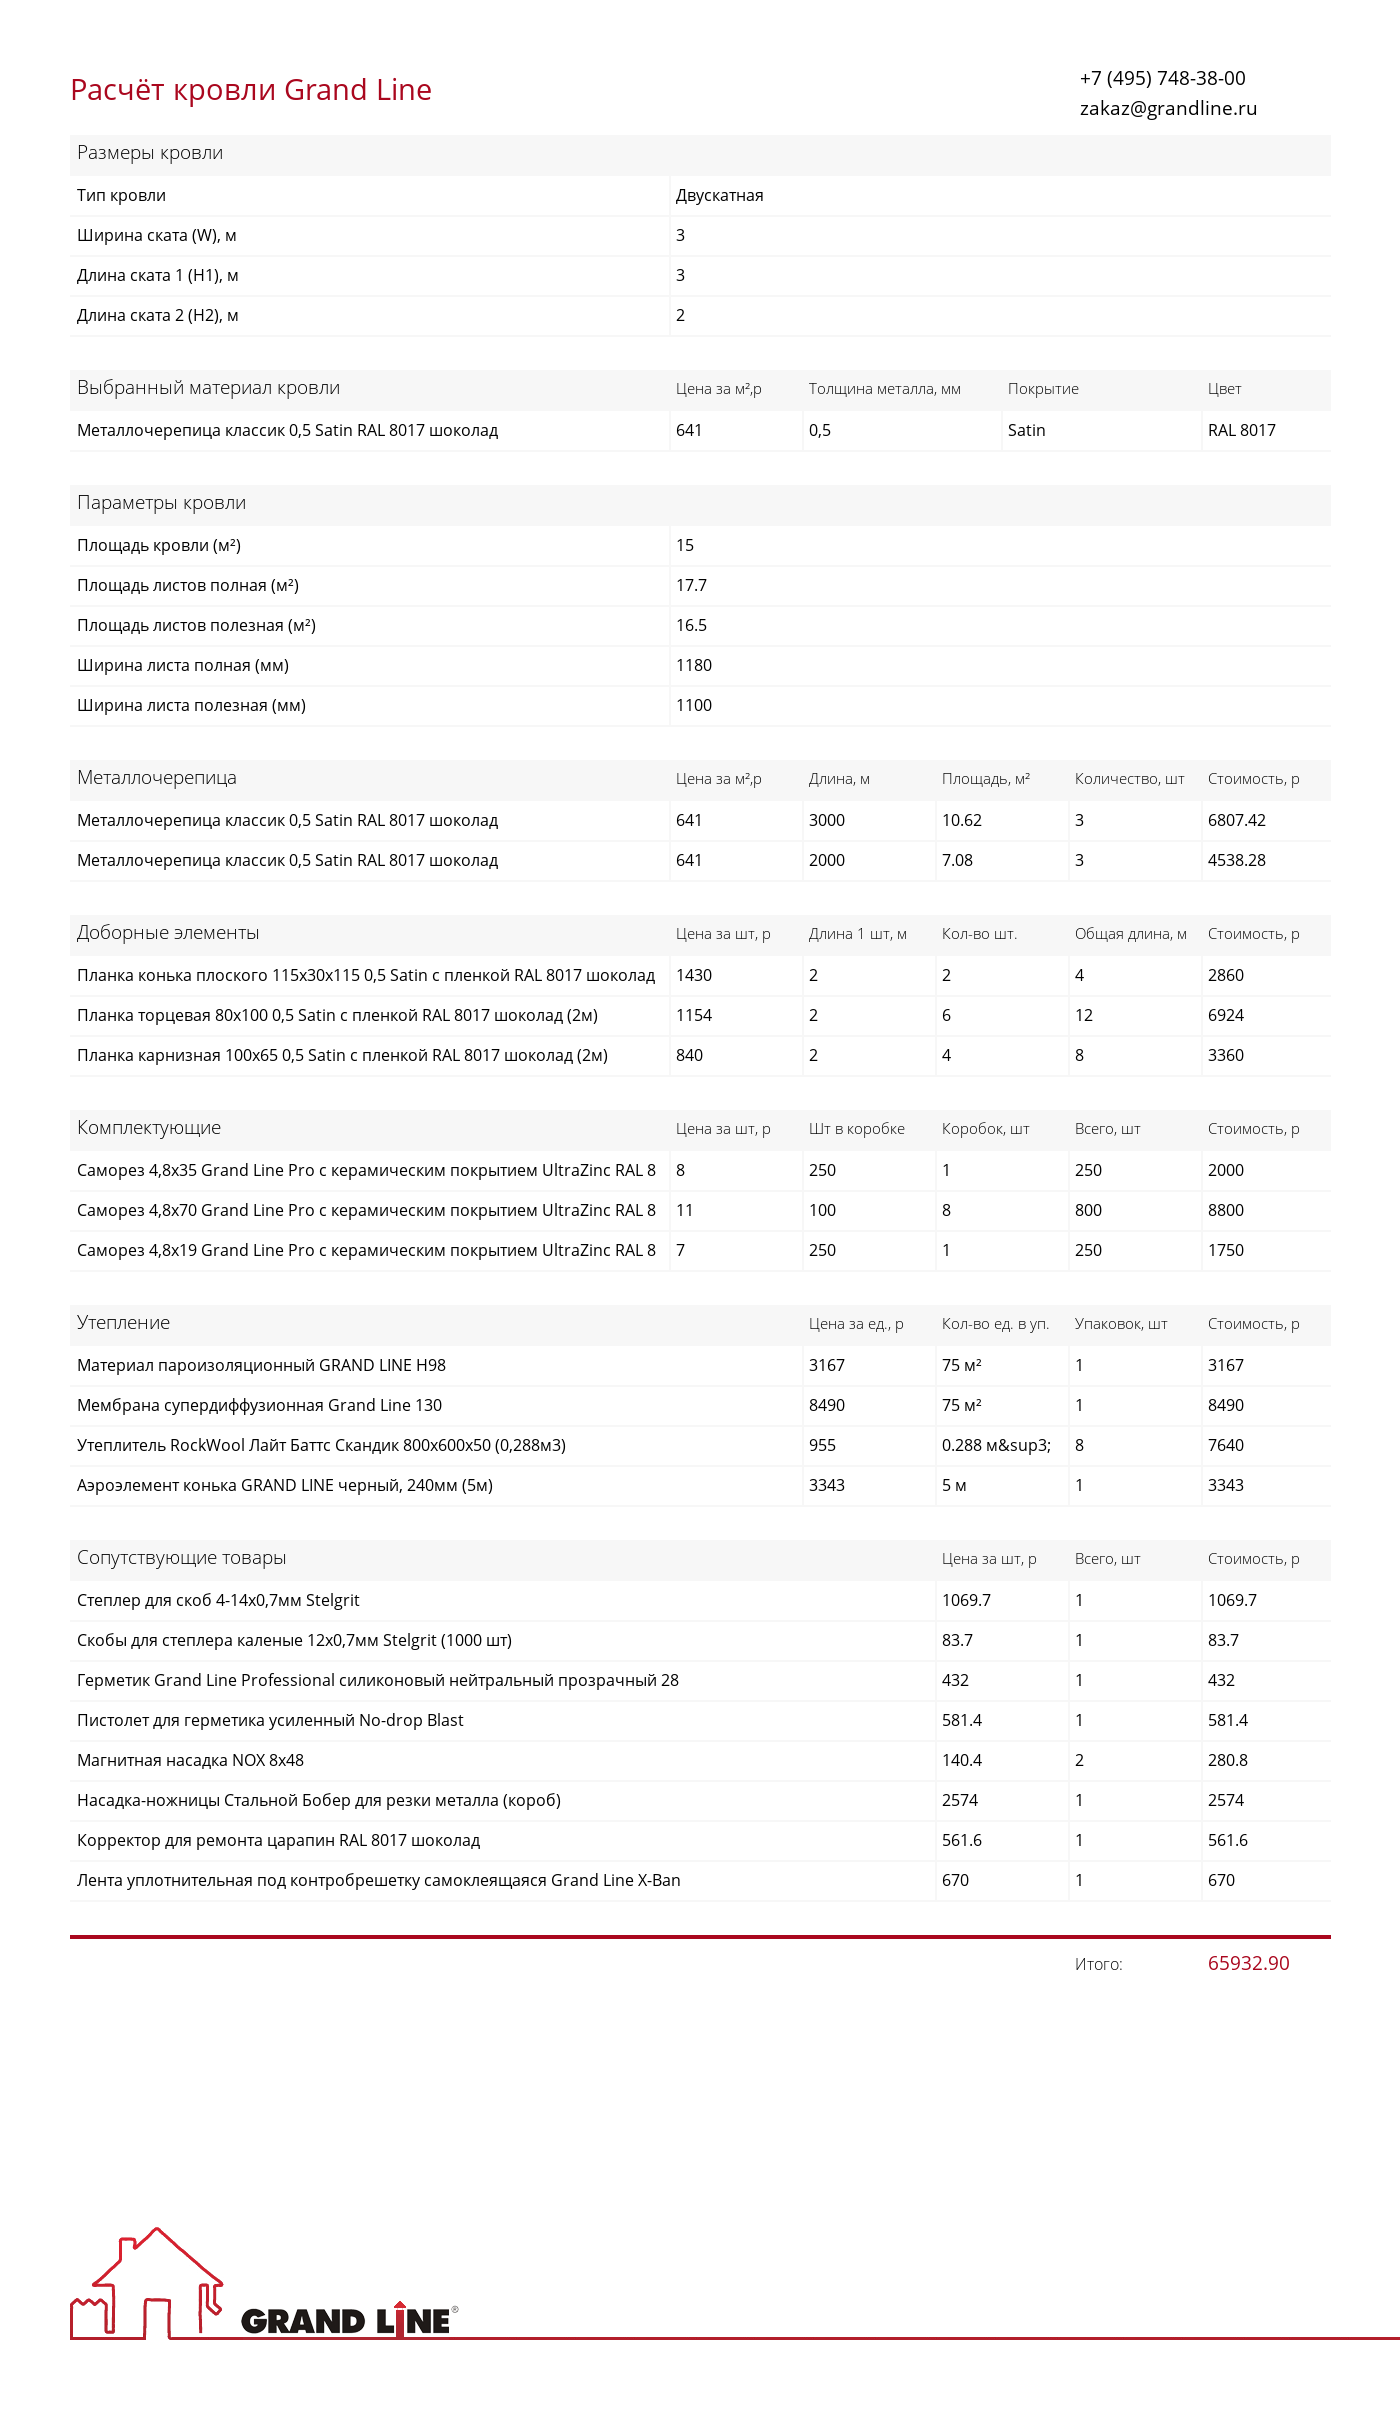 Расчёт кровли Grand Line
+7 (495) 748-38-00
zakaz@grandline.ru
Размеры кровли
Тип кровли Двускатная
Ширина ската (W), м 3
Длина ската 1 (H1), м 3
Длина ската 2 (H2), м 2
Выбранный материал кровли Цена за м²,р Толщина металла, мм Покрытие Цвет
Металлочерепица классик 0,5 Satin RAL 8017 шоколад 641 0,5 Satin RAL 8017
Параметры кровли
Площадь кровли (м²) 15
Площадь листов полная (м²) 17.7
Площадь листов полезная (м²) 16.5
Ширина листа полная (мм) 1180
Ширина листа полезная (мм) 1100
Металлочерепица Цена за м²,р Длина, м Площадь, м² Количество, шт Стоимость, р
Металлочерепица классик 0,5 Satin RAL 8017 шоколад 641 3000 10.62 3 6807.42
Металлочерепица классик 0,5 Satin RAL 8017 шоколад 641 2000 7.08 3 4538.28
Доборные элементы Цена за шт, р Длина 1 шт, м Кол-во шт. Общая длина, м Стоимость, р
Планка конька плоского 115x30x115 0,5 Satin с пленкой RAL 8017 шоколад 1430 2 2 4 2860
Планка торцевая 80x100 0,5 Satin с пленкой RAL 8017 шоколад (2м) 1154 2 6 12 6924
Планка карнизная 100x65 0,5 Satin с пленкой RAL 8017 шоколад (2м) 840 2 4 8 3360
Комплектующие Цена за шт, р Шт в коробке Коробок, шт Всего, шт Стоимость, р
Саморез 4,8x35 Grand Line Pro с керамическим покрытием UltraZinc RAL 8 8 250 1 250 2000
Саморез 4,8x70 Grand Line Pro с керамическим покрытием UltraZinc RAL 8 11 100 8 800 8800
Саморез 4,8x19 Grand Line Pro с керамическим покрытием UltraZinc RAL 8 7 250 1 250 1750
Утепление Цена за ед., р Кол-во ед. в уп. Упаковок, шт Стоимость, р
Материал пароизоляционный GRAND LINE H98 3167 75 м² 1 3167
Мембрана супердиффузионная Grand Line 130 8490 75 м² 1 8490
Утеплитель RockWool Лайт Баттс Скандик 800x600x50 (0,288м3) 955 0.288 м&sup3; 8 7640
Аэроэлемент конька GRAND LINE черный, 240мм (5м) 3343 5 м 1 3343
Сопутствующие товары Цена за шт, р Всего, шт Стоимость, р
Степлер для скоб 4-14x0,7мм Stelgrit 1069.7 1 1069.7
Скобы для степлера каленые 12x0,7мм Stelgrit (1000 шт) 83.7 1 83.7
Герметик Grand Line Professional силиконовый нейтральный прозрачный 28 432 1 432
Пистолет для герметика усиленный No-drop Blast 581.4 1 581.4
Магнитная насадка NOX 8x48 140.4 2 280.8
Насадка-ножницы Стальной Бобер для резки металла (короб) 2574 1 2574
Корректор для ремонта царапин RAL 8017 шоколад 561.6 1 561.6
Лента уплотнительная под контробрешетку самоклеящаяся Grand Line X-Ban 670 1 670
Итого: 65932.90
GRAND LINE®